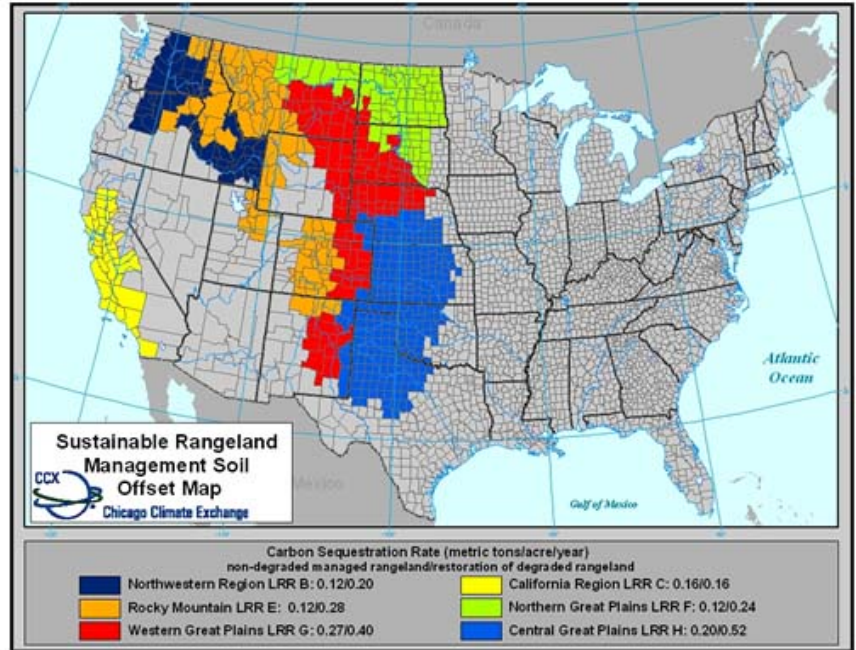 Canada
Atlantic
Ocean
Mexico
Gulf of Mexico
Sustainable Rangeland
Management Soil
Offset Map
CCX
Chicago Climate Exchange
Carbon Sequestration Rate (metric tons/acre/year)
non-degraded managed rangeland/restoration of degraded rangeland
Northwestern Region LRR B: 0.12/0.20
California Region LRR C: 0.16/0.16
Rocky Mountain LRR E: 0.12/0.28
Northern Great Plains LRR F: 0.12/0.24
Western Great Plains LRR G: 0.27/0.40
Central Great Plains LRR H: 0.20/0.52